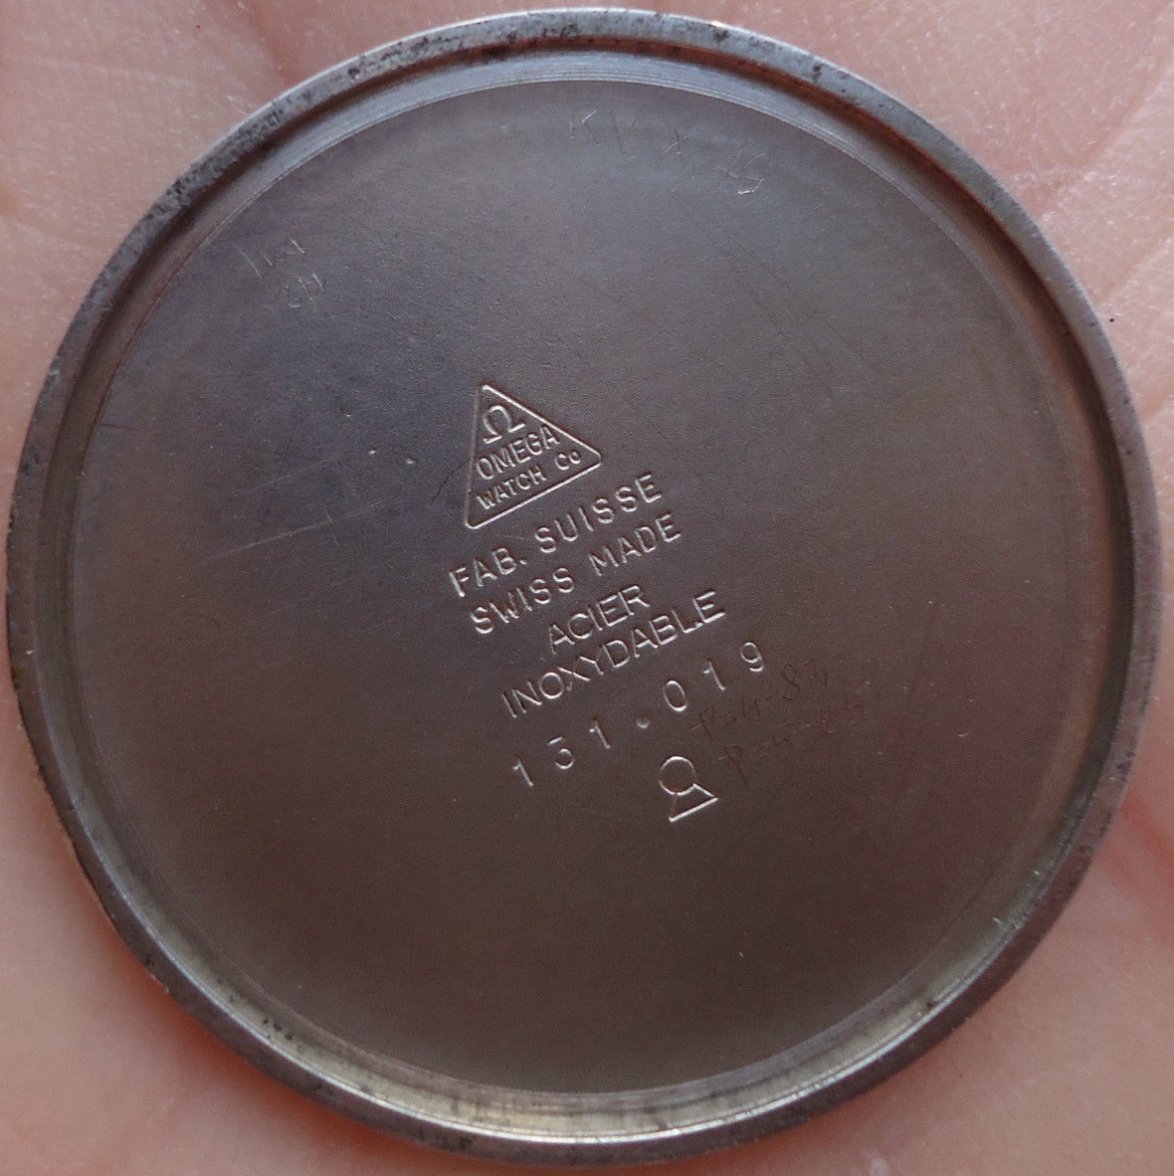 Ω
OMEGA
WATCH Co
FAB. SUISSE
SWISS MADE
ACIER
INOXYDABLE
131.019